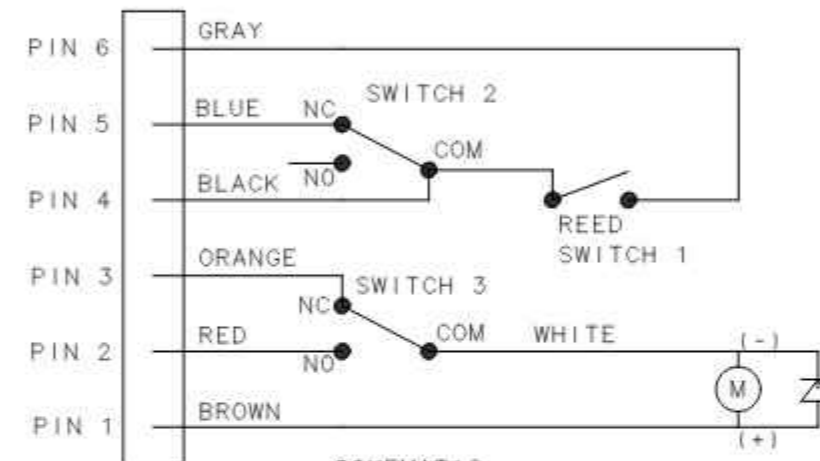 PIN 6 GRAY
SWITCH 2
PIN 5 BLUE NC
COM
NO
PIN 4 BLACK
REED
SWITCH 1
PIN 3 ORANGE
SWITCH 3
NC
PIN 2 RED COM WHITE (-)
NO
M
PIN 1 BROWN
(+)